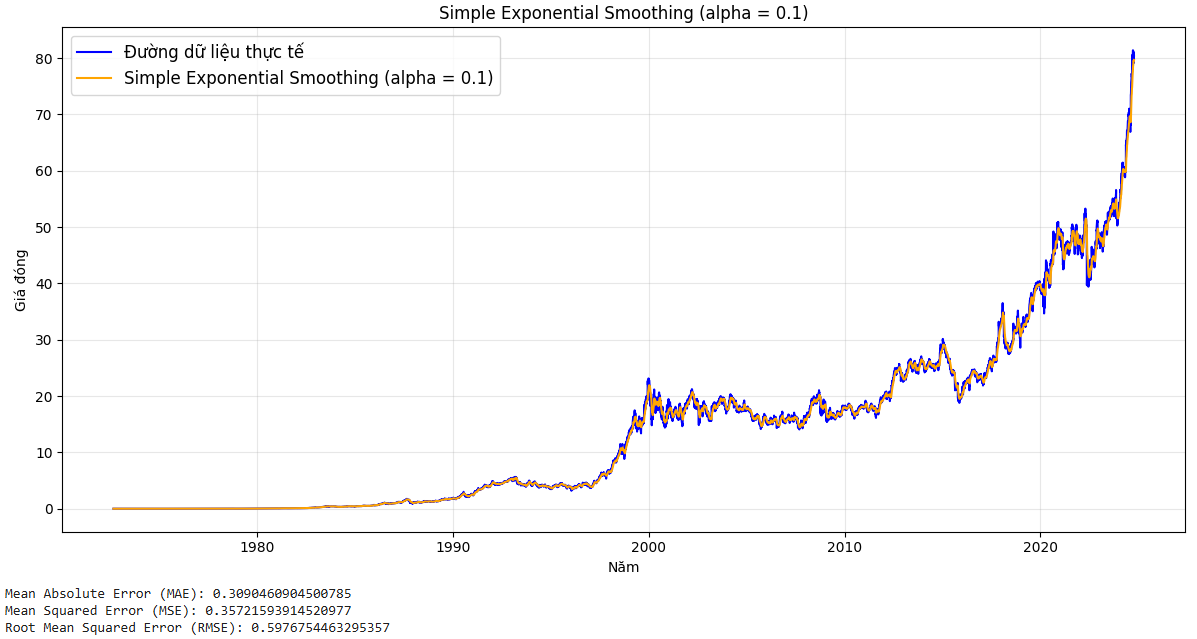 Simple Exponential Smoothing (alpha = 0.1)
Đường dữ liệu thực tế
Simple Exponential Smoothing (alpha = 0.1)
80
70
60
50
40
30
20
10
0
Giá đóng
1980 1990 2000 2010 2020
Năm
Mean Absolute Error (MAE): 0.3090460904500785
Mean Squared Error (MSE): 0.35721593914520977
Root Mean Squared Error (RMSE): 0.5976754463295357